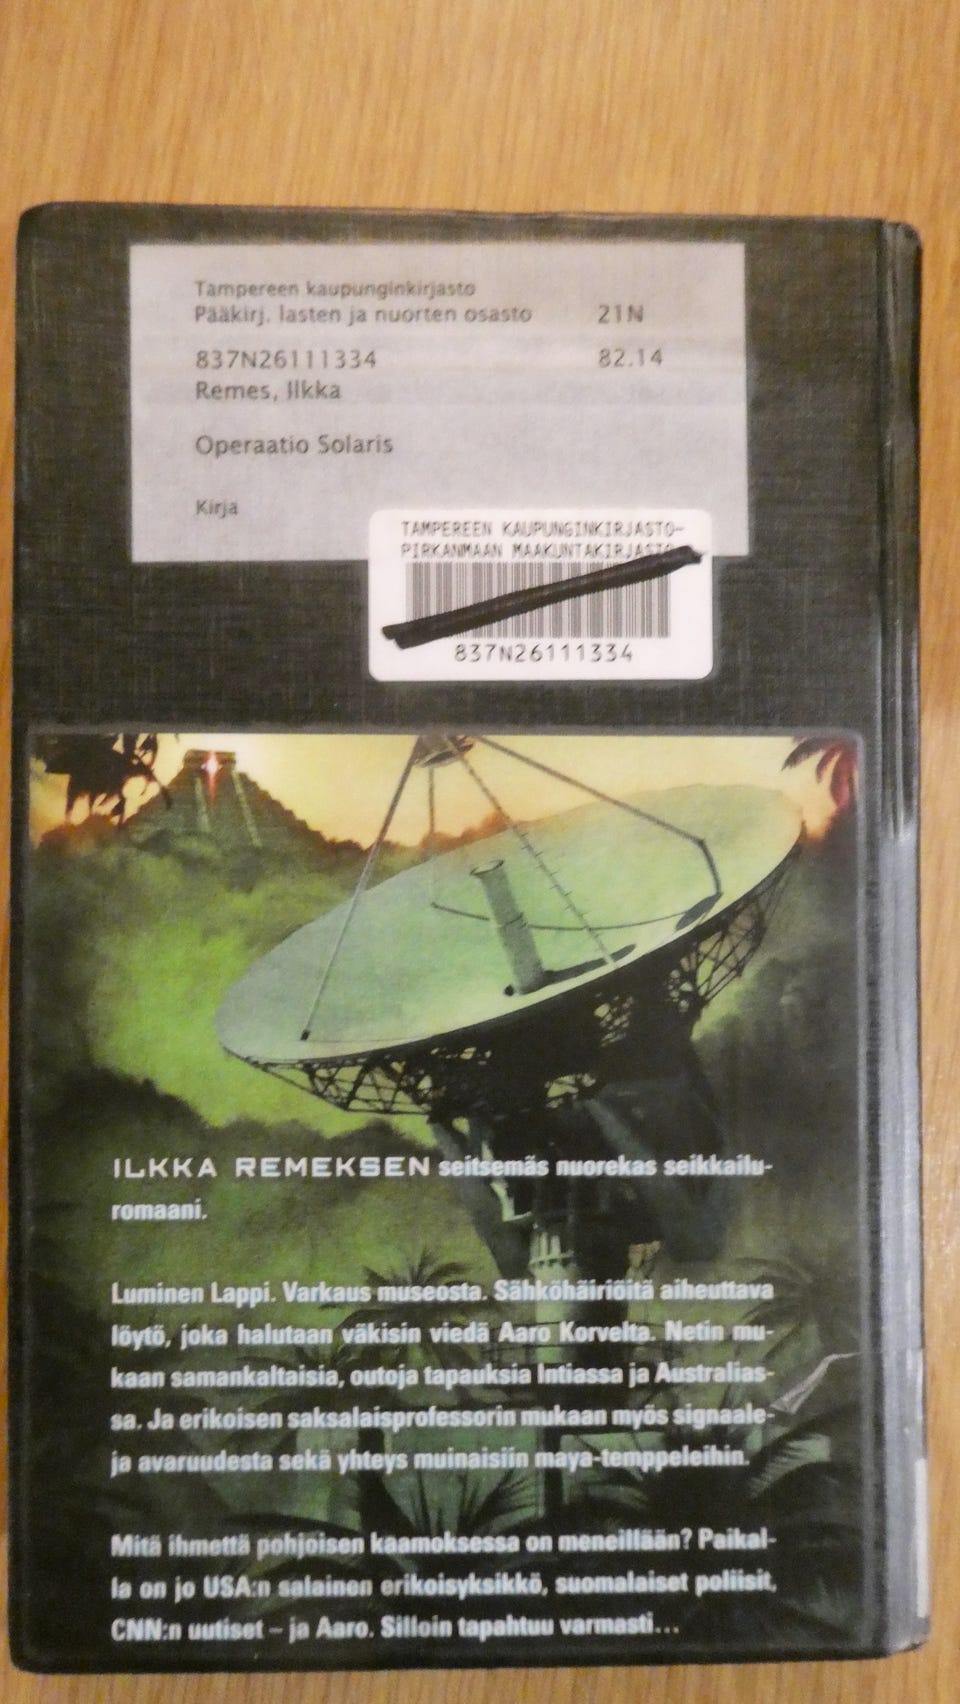 Tampereen kaupunginkirjasto
Pääkirj. lasten ja nuorten osasto 21N
837N26111334 82.14
Remes, Ilkka
Operaatio Solaris
Kirja
TAMPEREEN KAUPUNGINKIRJASTO-
PIRKANMAAN MAAKUNTAKIRJASTO
837N26111334
ILKKA REMEKSEN seitsemäs nuorekas seikkailu-
romaani.
Luminen Lappi. Varkaus museosta. Sähköhäiriöitä aiheuttava
löytö, joka halutaan väkisin viedä Aaro Korvelta. Netin mu-
kaan samankaltaisia, outoja tapauksia Intiassa ja Australias-
sa. Ja erikoisen saksalaisprofessorin mukaan myös signaale-
ja avaruudesta sekä yhteys muinaisiin maya-temppeleihin.
Mitä ihmettä pohjoisen kaamoksessa on meneillään? Paikal-
la on jo USA:n salainen erikoisyksikkö, suomalaiset poliisit,
CNN:n uutiset – ja Aaro. Silloin tapahtuu varmasti...